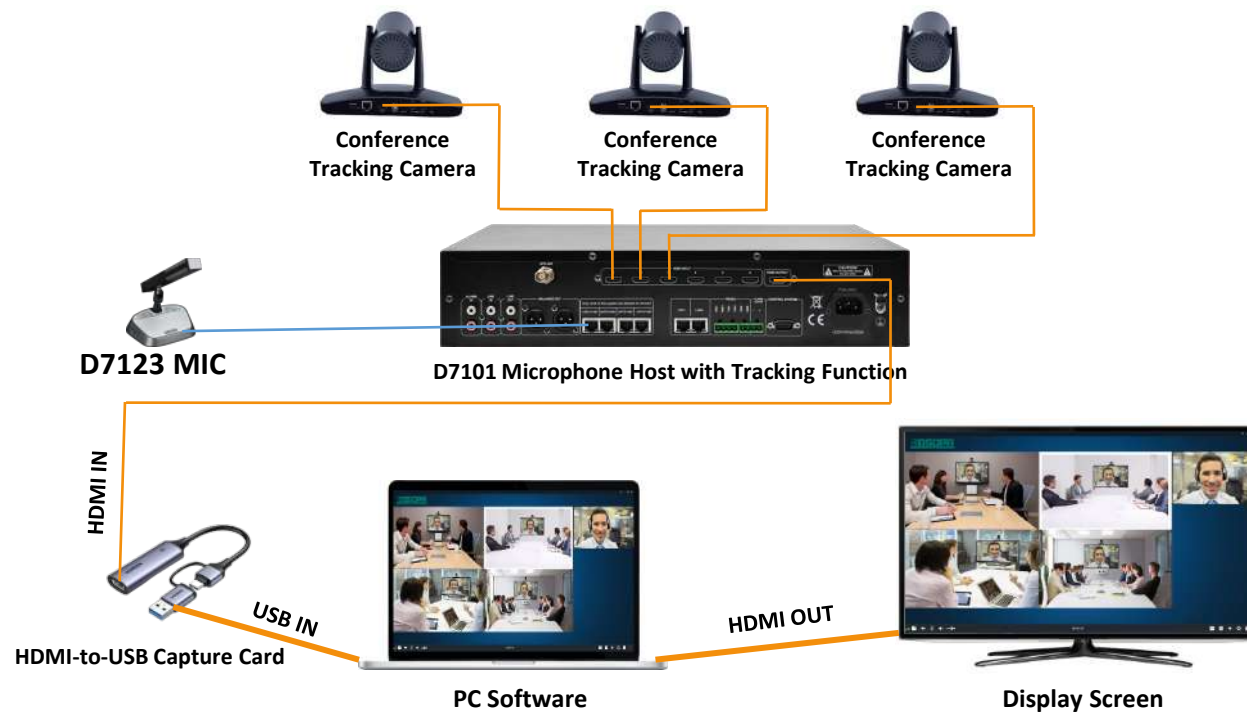 Conference
Tracking Camera
Conference
Tracking Camera
Conference
Tracking Camera
D7123 MIC
D7101 Microphone Host with Tracking Function
HDMI IN
USB IN
HDMI OUT
HDMI-to-USB Capture Card
PC Software
Display Screen